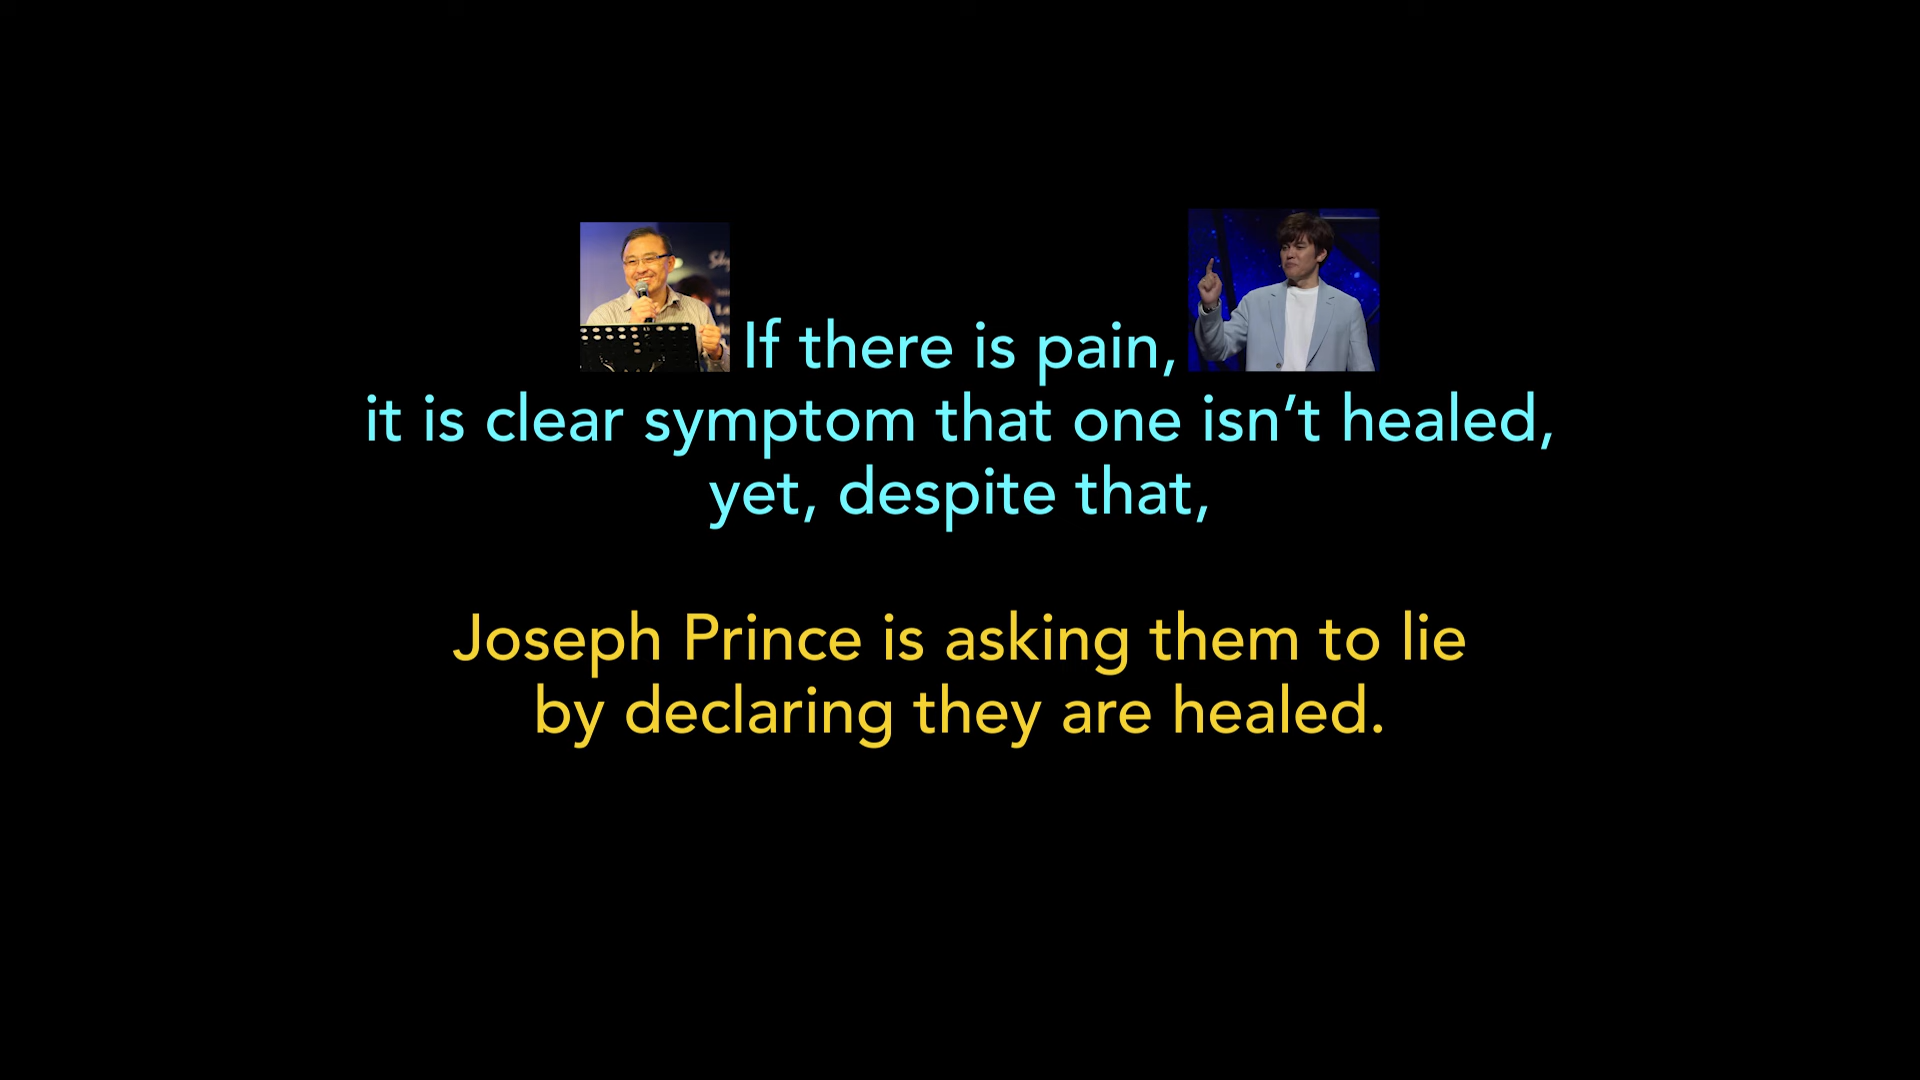 If there is pain,
it is clear symptom that one isn’t healed,
yet, despite that,
Joseph Prince is asking them to lie
by declaring they are healed.